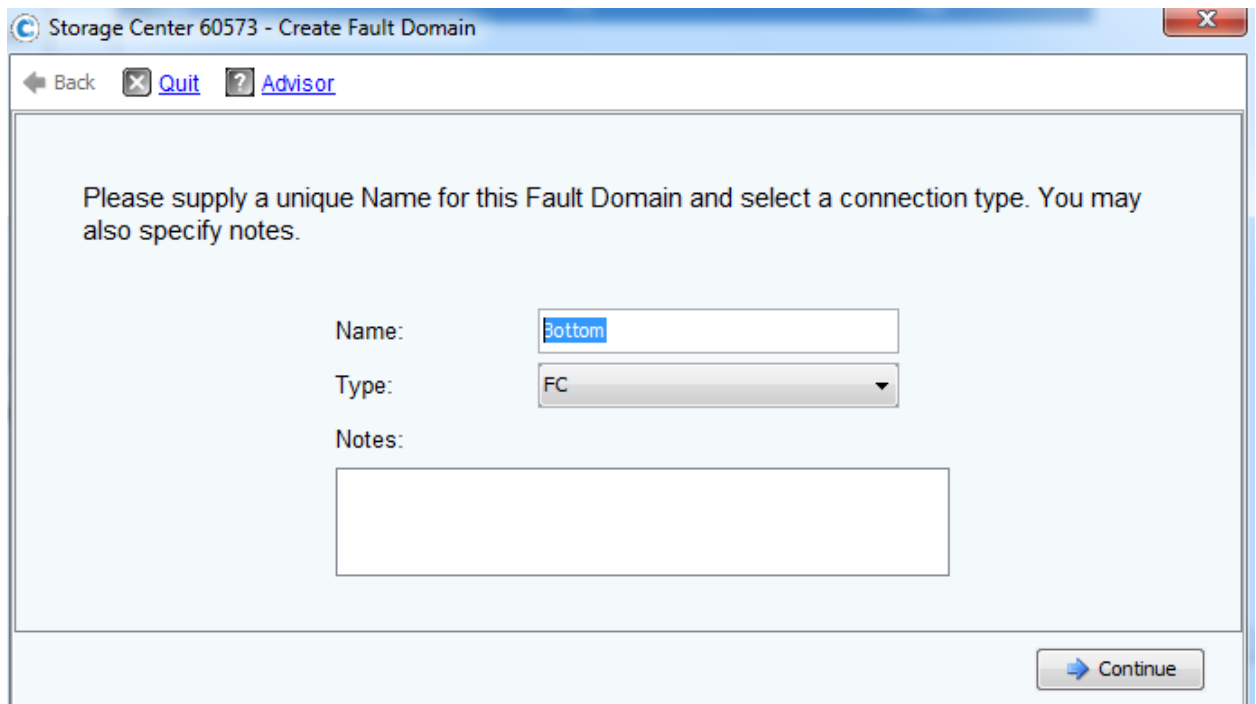 Storage Center 60573 - Create Fault Domain
Back Quit ? Advisor
Please supply a unique Name for this Fault Domain and select a connection type. You may
also specify notes.
Name: Bottom
Type: FC
Notes:
Continue